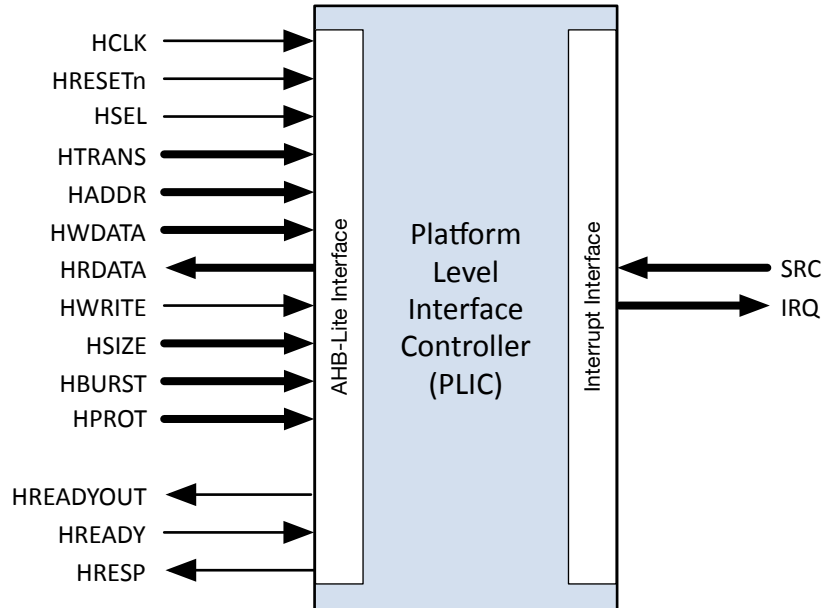 HCLK
HRESETn
HSEL
HTRANS
HADDR
HWDATA
HRDATA
HWRITE
HSIZE
HBURST
HPROT
HREADYOUT
HREADY
HRESP
AHB-Lite Interface
Platform
Level
Interface
Controller
(PLIC)
Interrupt Interface
SRC
IRQ